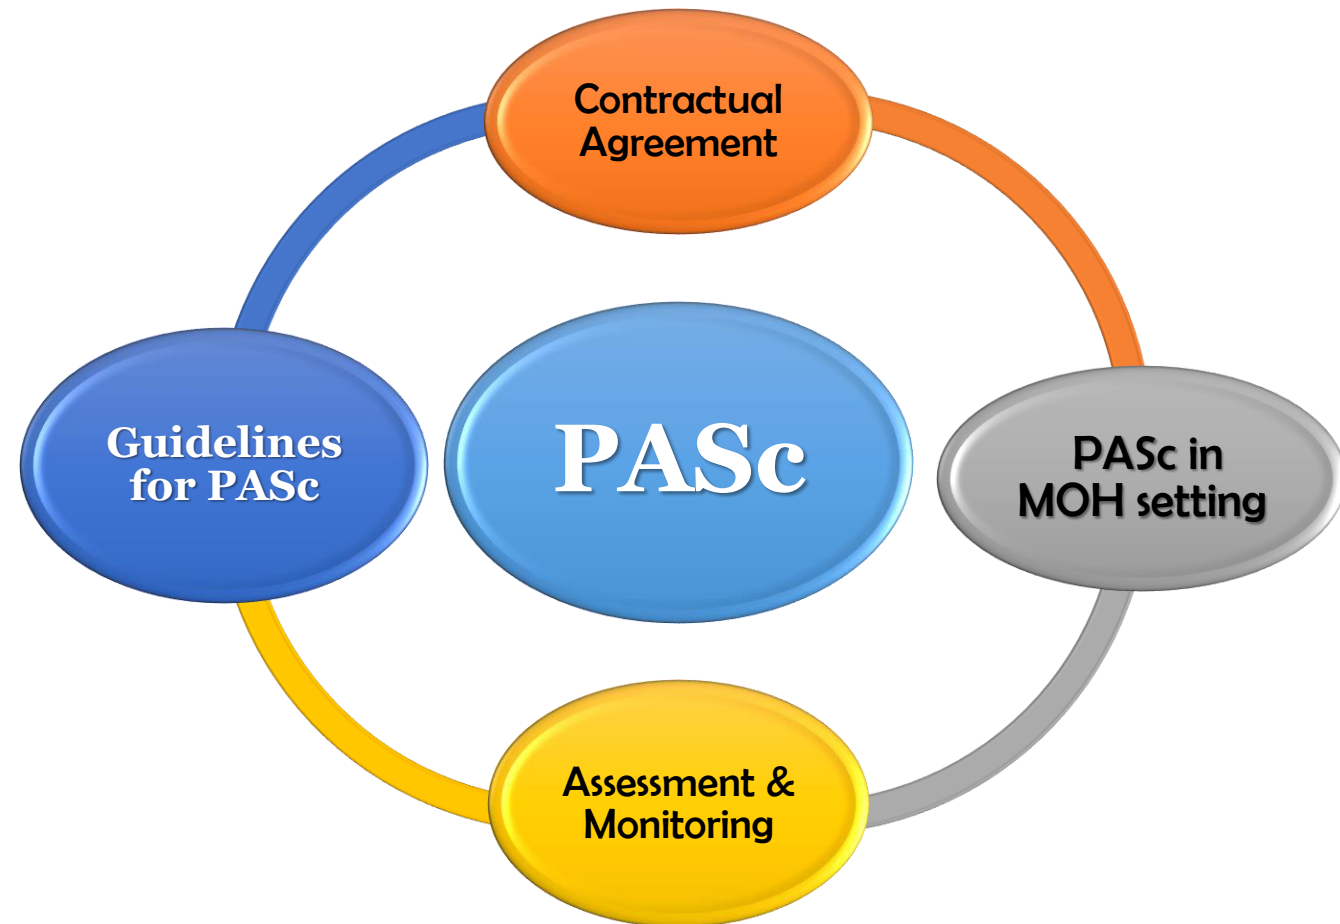 Contractual
Agreement
Guidelines
for PASc
PASc
PASc in
MOH setting
Assessment &
Monitoring